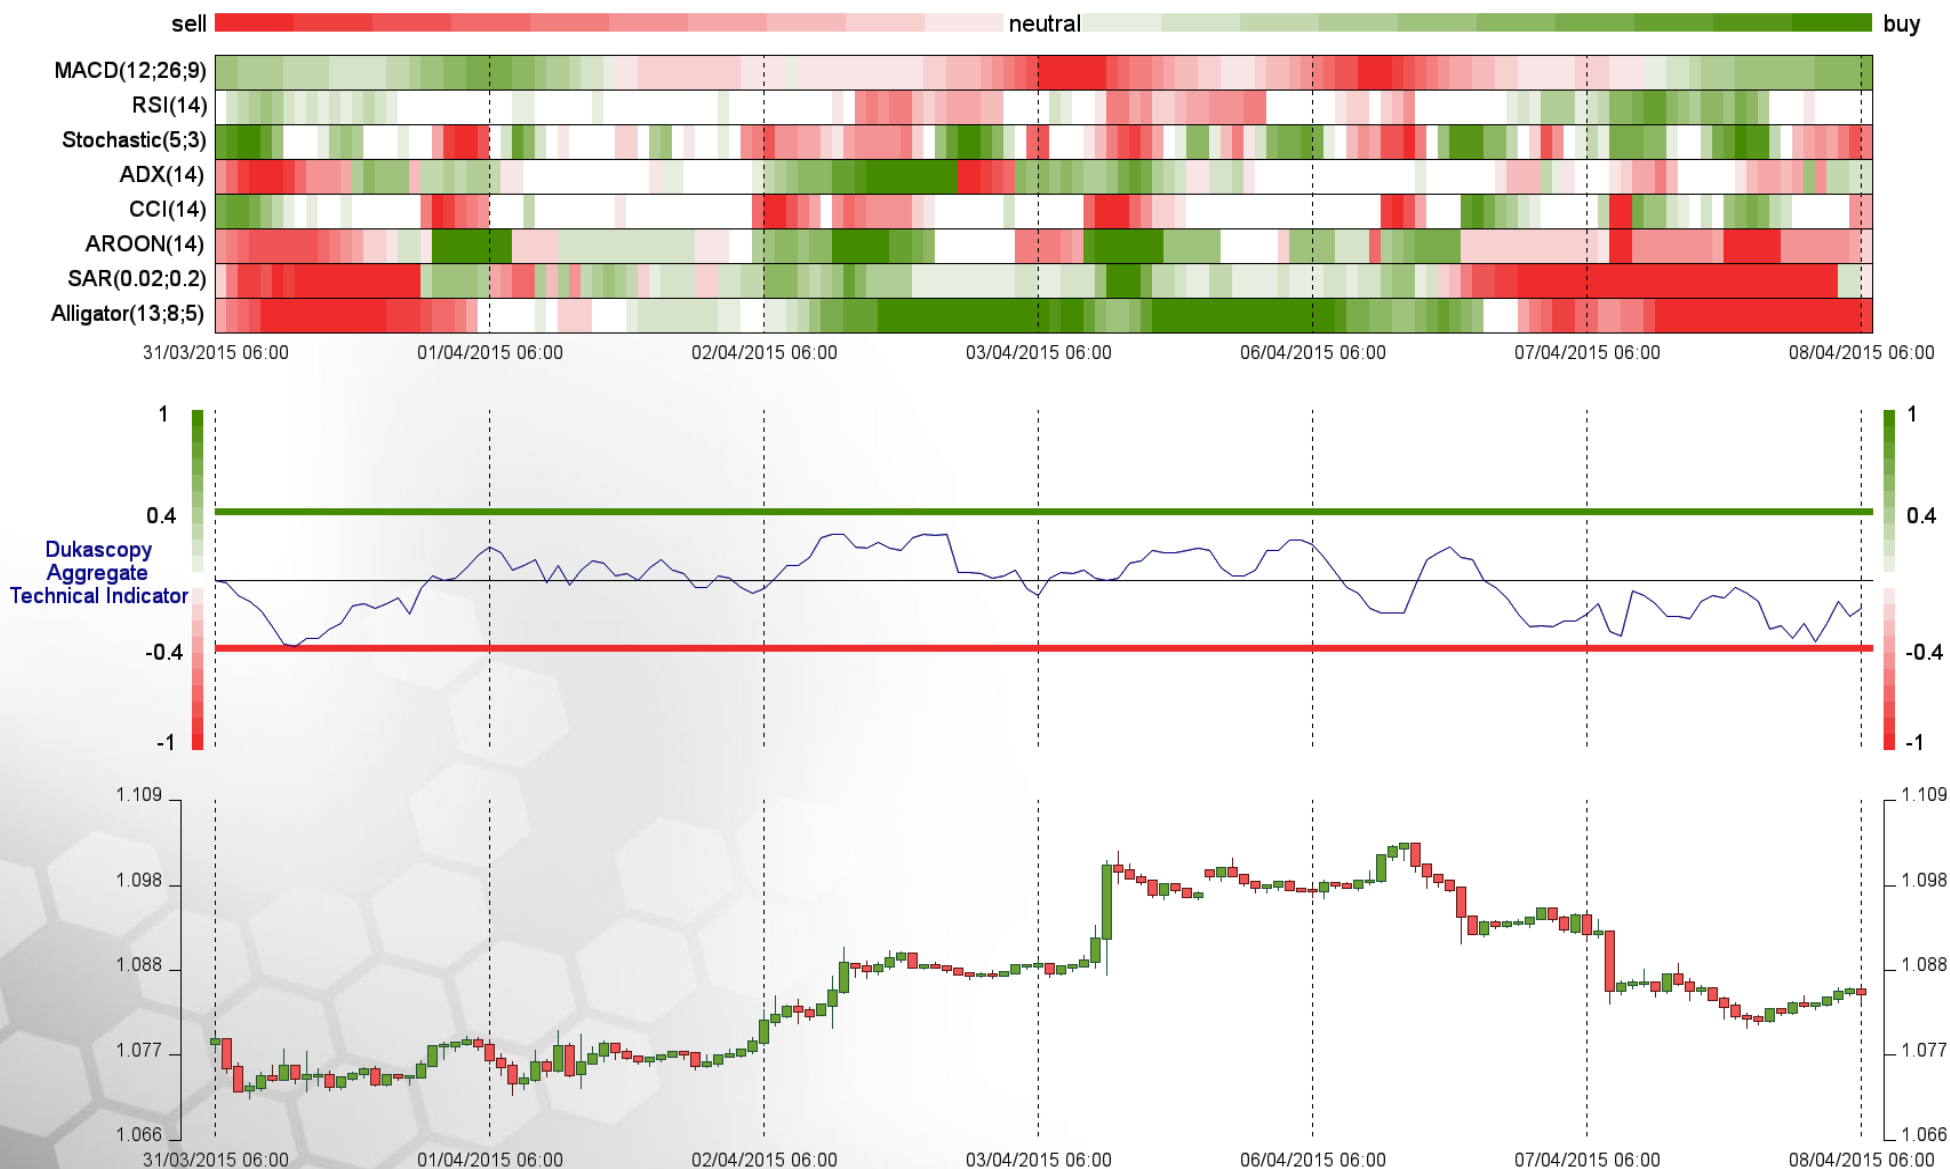 sell neutral buy
MACD(12;26;9)
RSI(14)
Stochastic(5;3)
ADX(14)
CCI(14)
AROON(14)
SAR(0.02;0.2)
Alligator(13;8;5)
31/03/2015 06:00 01/04/2015 06:00 02/04/2015 06:00 03/04/2015 06:00 06/04/2015 06:00 07/04/2015 06:00 08/04/2015 06:00
1 1
0.4 0.4
Dukascopy
Aggregate
Technical Indicator
-0.4 -0.4
-1 -1
1.109 1.109
1.098 1.098
1.088 1.088
1.077 1.077
1.066 1.066
31/03/2015 06:00 01/04/2015 06:00 02/04/2015 06:00 03/04/2015 06:00 06/04/2015 06:00 07/04/2015 06:00 08/04/2015 06:00